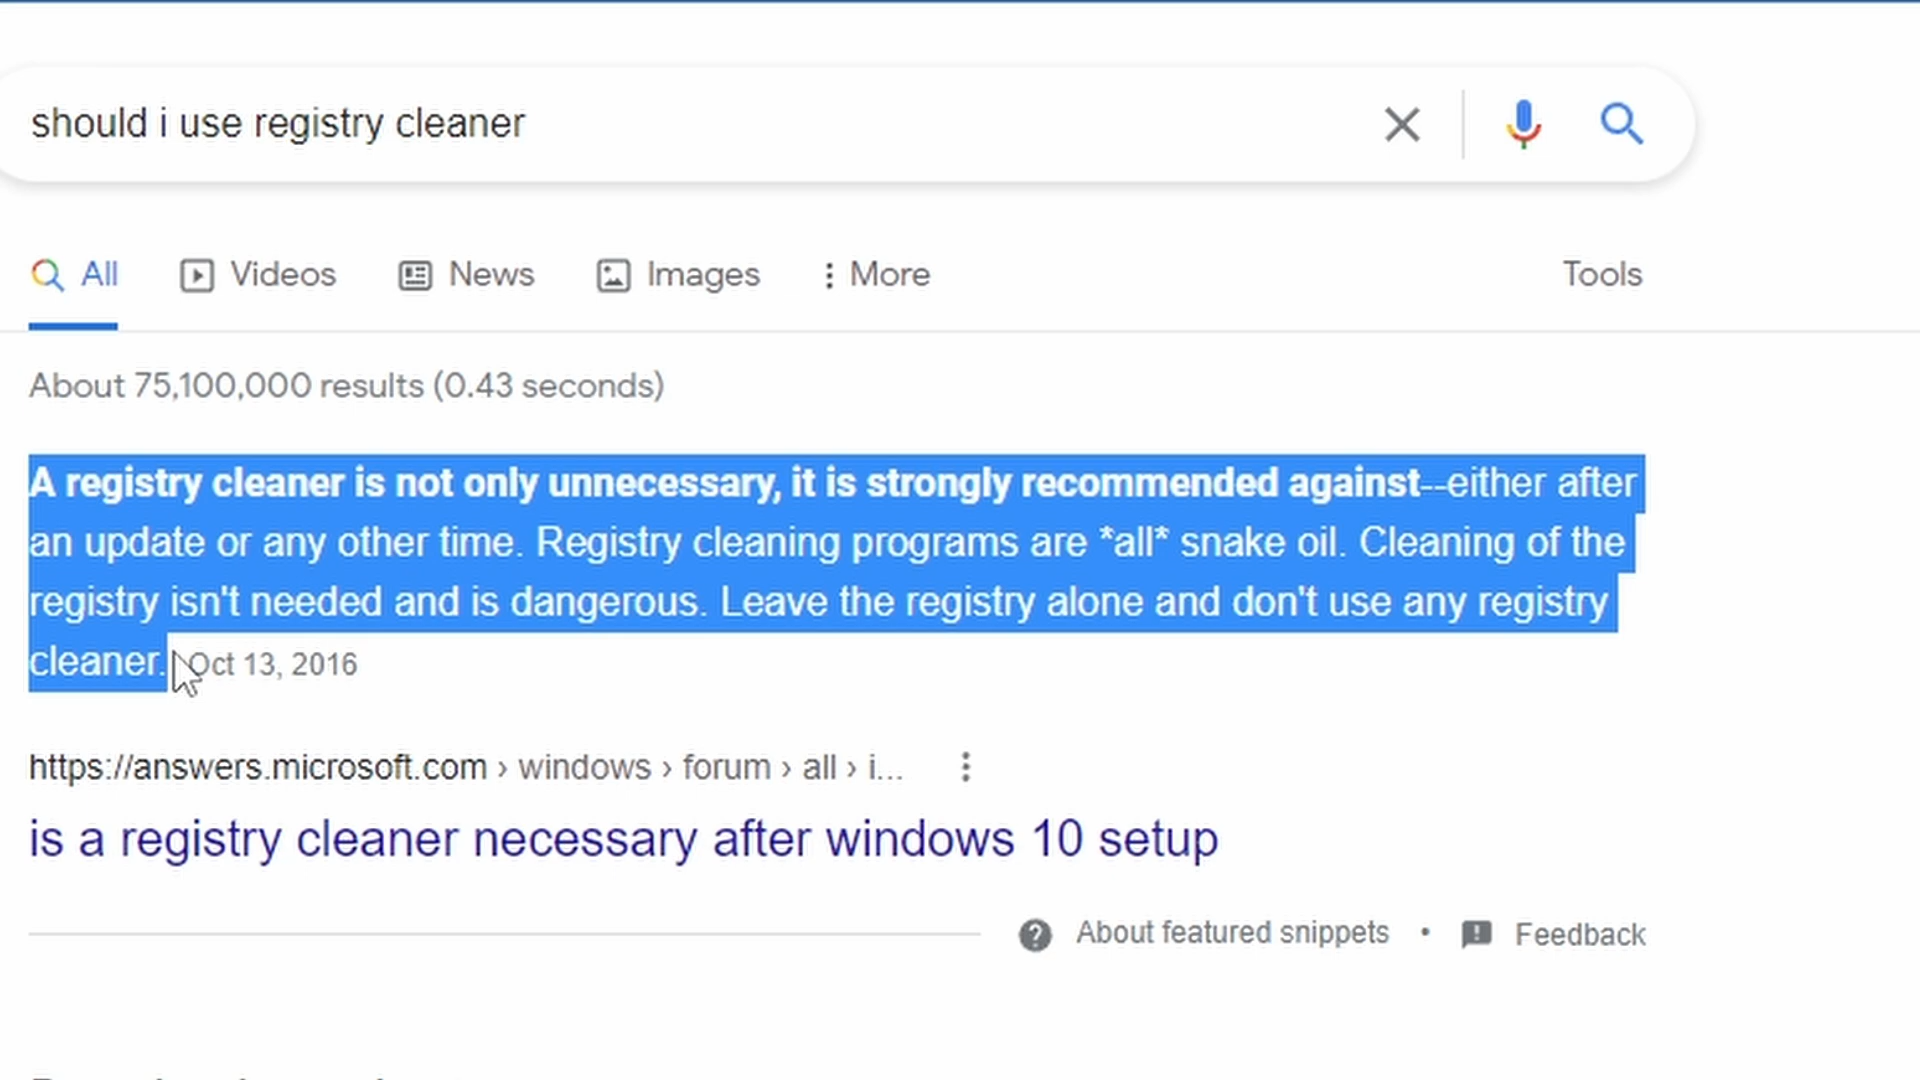 should i use registry cleaner
All Videos News Images More Tools
About 75,100,000 results (0.43 seconds)
A registry cleaner is not only unnecessary, it is strongly recommended against--either after
an update or any other time. Registry cleaning programs are *all* snake oil. Cleaning of the
registry isn't needed and is dangerous. Leave the registry alone and don't use any registry
cleaner. Oct 13, 2016
https://answers.microsoft.com › windows › forum › all › i...
is a registry cleaner necessary after windows 10 setup
About featured snippets • Feedback